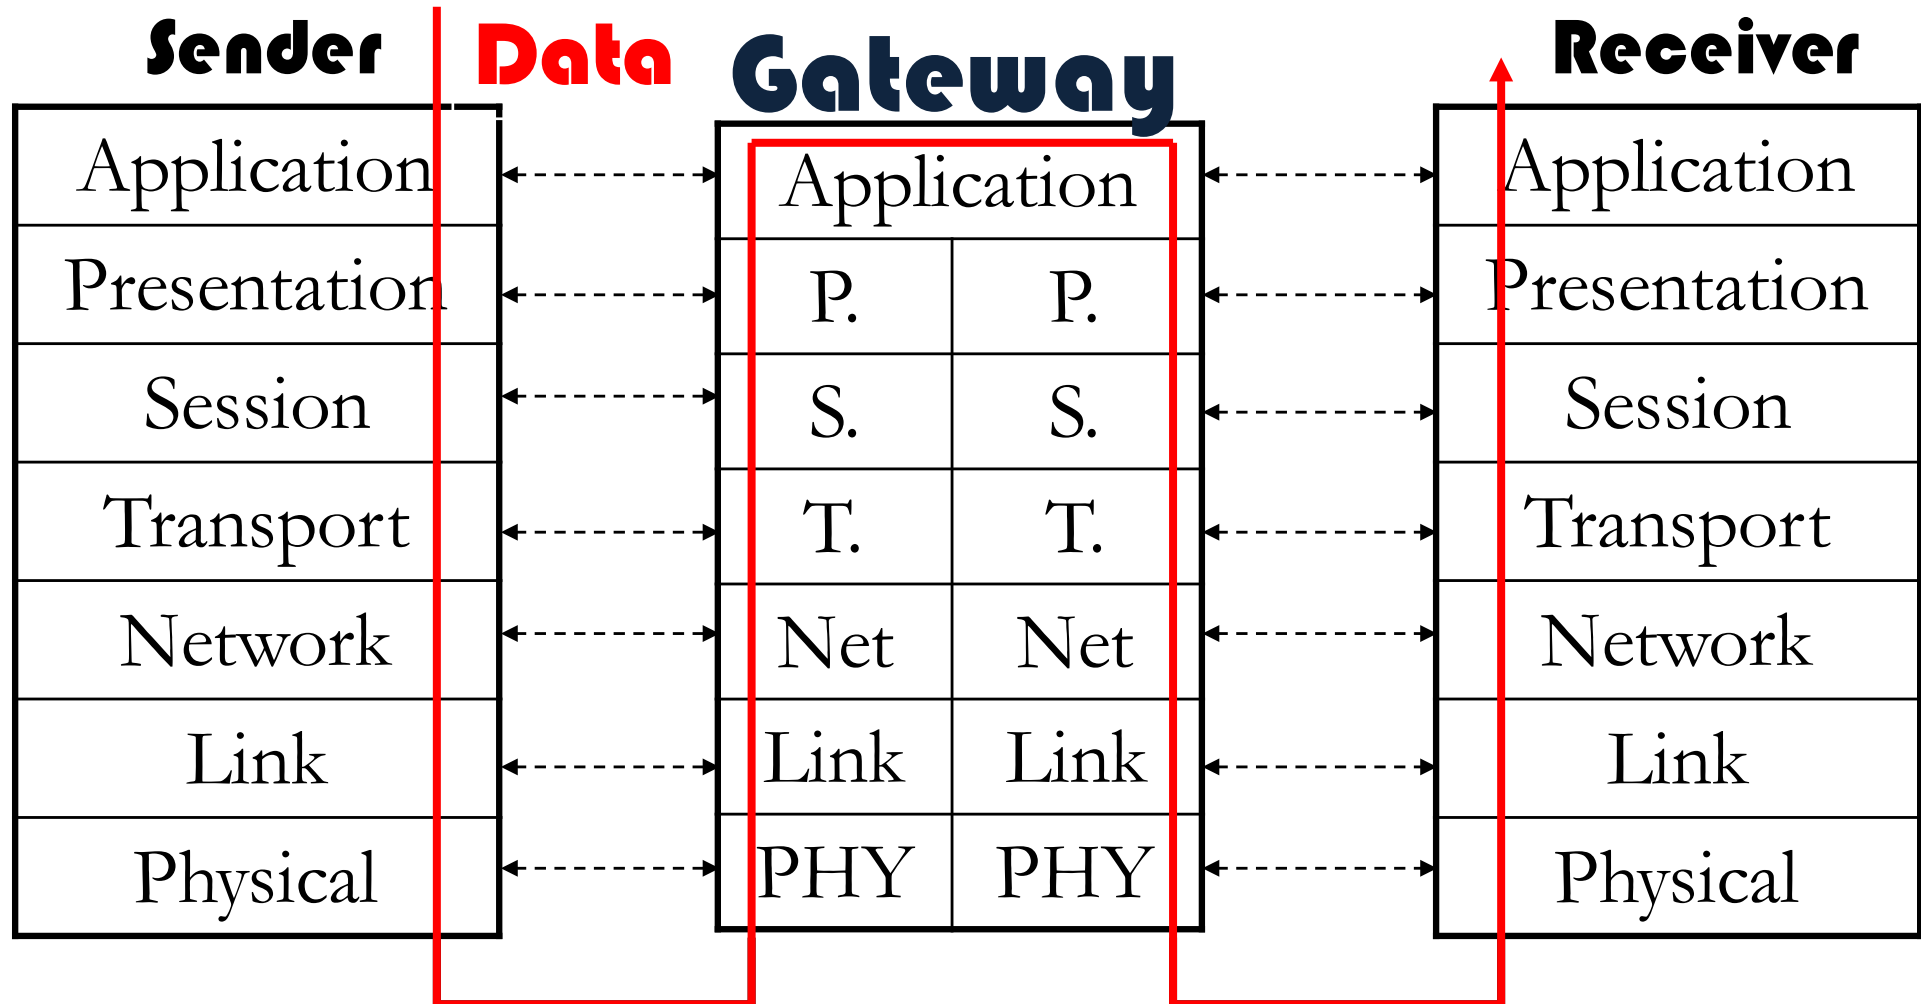 Sender Data Gateway Receiver
Application Application Application
Presentation P. P. Presentation
Session S. S. Session
Transport T. T. Transport
Network Net Net Network
Link Link Link Link
Physical PHY PHY Physical